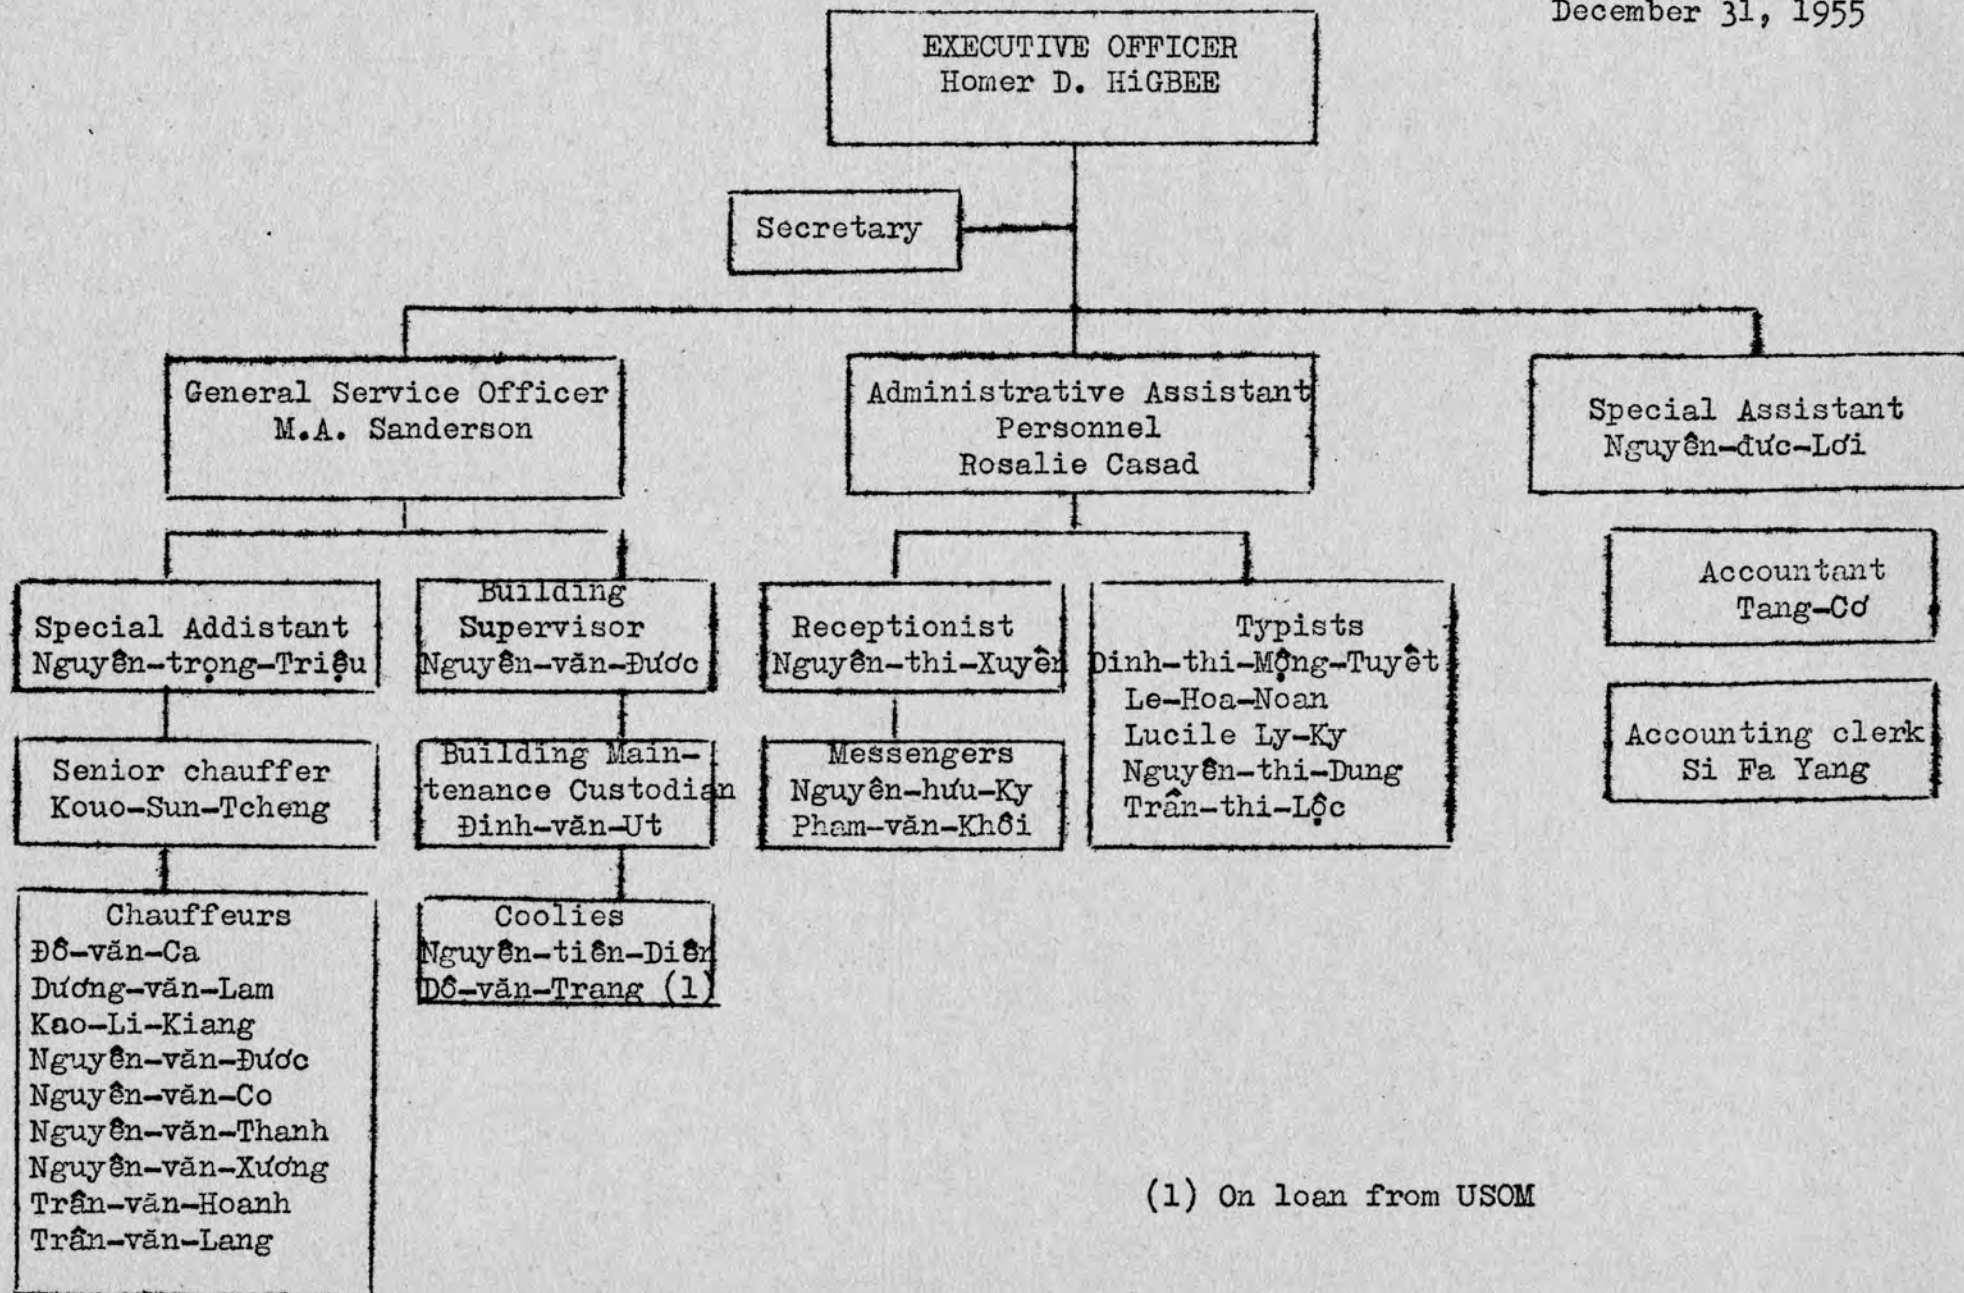 December 31, 1955
EXECUTIVE OFFICER
Homer D. HiGBEE
Secretary
General Service Officer
M.A. Sanderson
Administrative Assistant
Personnel
Rosalie Casad
Special Assistant
Nguyên-đưc-Lơi
Special Addistant
Nguyên-trọng-Triệu
Building
Supervisor
Nguyên-văn-Đươc
Receptionist
Nguyên-thi-Xuyên
Typists
Dinh-thi-Mộng-Tuyêt
Le-Hoa-Noan
Lucile Ly-Ky
Nguyên-thi-Dung
Trân-thi-Lộc
Accountant
Tang-Cơ
Senior chauffer
Kouo-Sun-Tcheng
Building Main-
tenance Custodian
Đinh-văn-Ut
Messengers
Nguyên-hưu-Ky
Pham-văn-Khôi
Accounting clerk
Si Fa Yang
Chauffeurs
Đô-văn-Ca
Dương-văn-Lam
Kao-Li-Kiang
Nguyên-văn-Đươc
Nguyên-văn-Co
Nguyên-văn-Thanh
Nguyên-văn-Xương
Trân-văn-Hoanh
Trân-văn-Lang
Coolies
Nguyên-tiên-Diên
Dô-văn-Trang (1)
(1) On loan from USOM